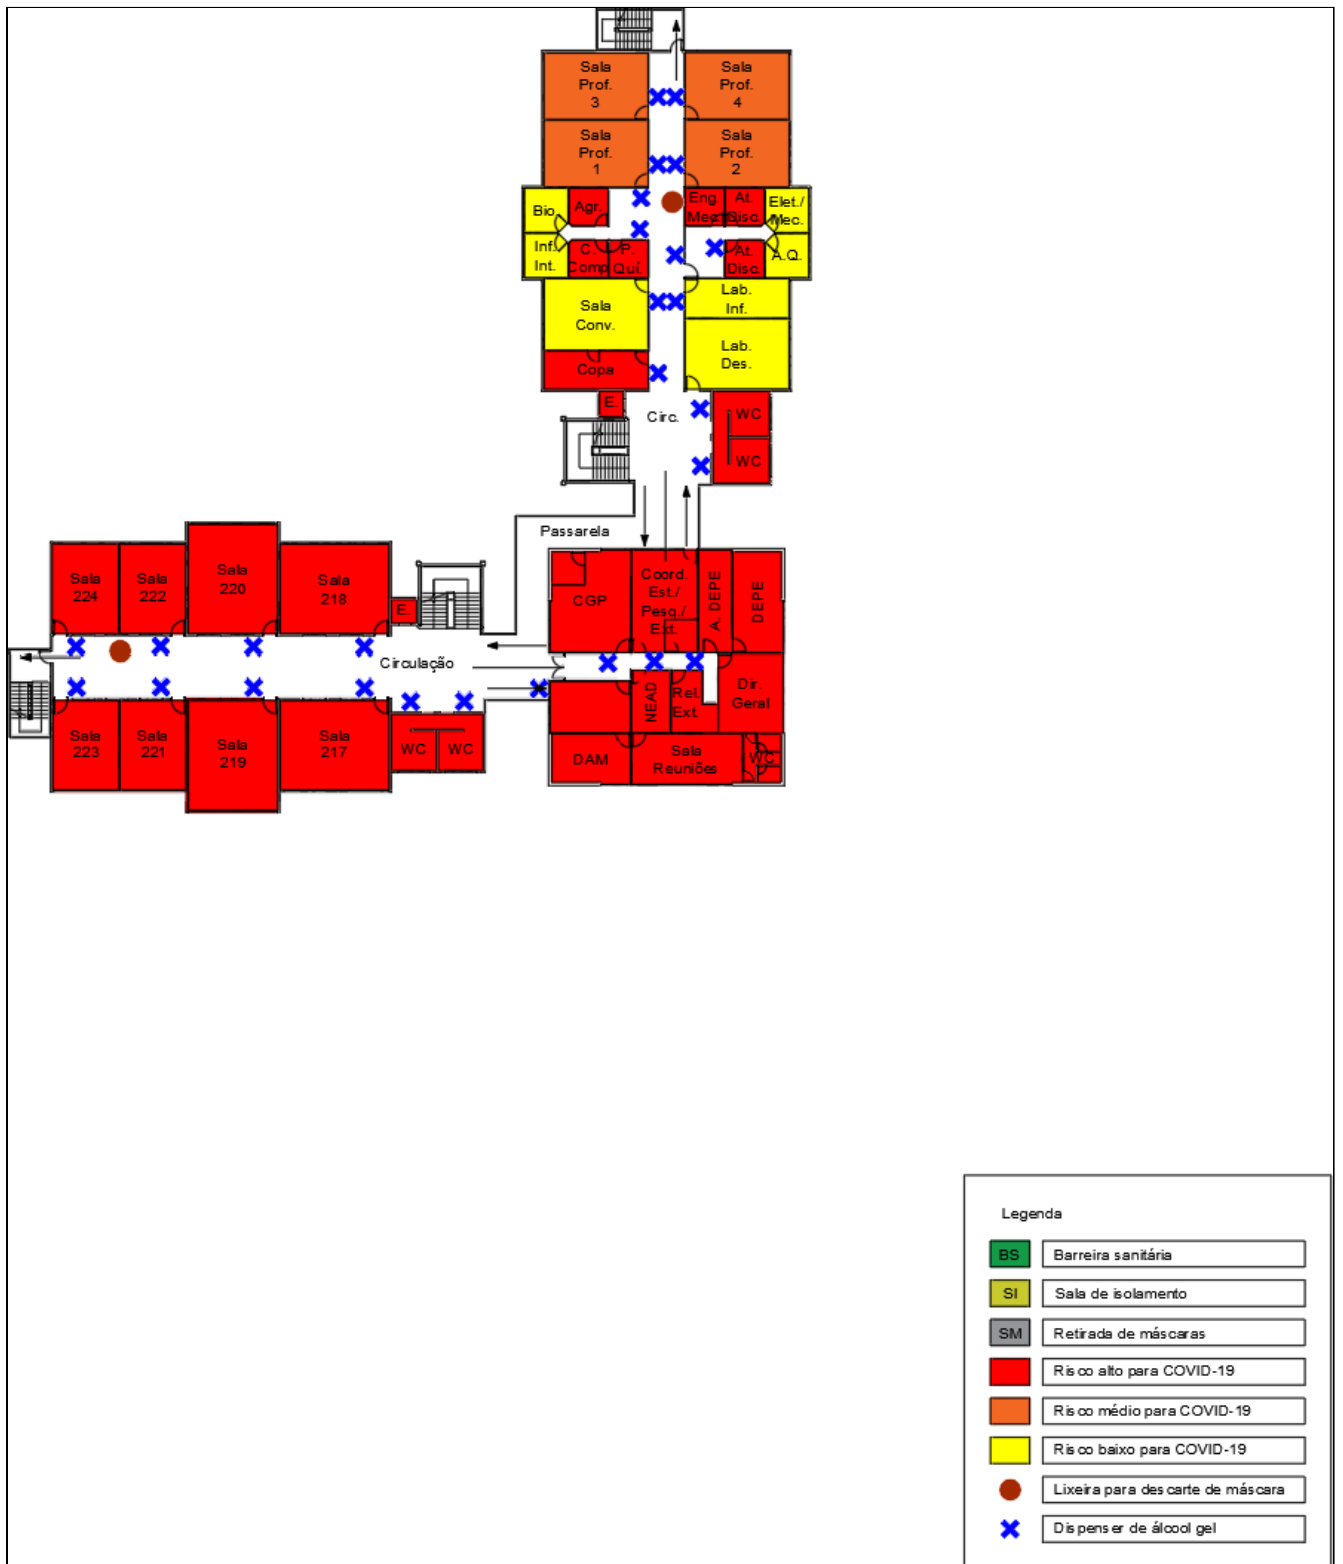 Sala
Prof.
3
Sala
Prof.
4
Sala
Prof.
1
Sala
Prof.
2
Bio.
Agr.
Eng.
Mec.
At.
Disc.
Elet./
Mec.
Inf.
Int.
C.
Comp
P.
Quí.
At.
Disc.
A.Q.
Sala
Conv.
Lab.
Inf.
Lab.
Des.
Copa
E.
Circ.
WC
WC
Passarela
Sala
224
Sala
222
Sala
220
Sala
218
E.
CGP
Coord.
Est./
Pesq./
Ext.
A. DEPE
DEPE
Circulação
NEAD
Rel.
Ext.
Dir.
Geral
Sala
223
Sala
221
Sala
219
Sala
217
WC
WC
DAM
Sala
Reuniões
WC
Legenda
BS Barreira sanitária
SI Sala de isolamento
SM Retirada de máscaras
Risco alto para COVID-19
Risco médio para COVID-19
Risco baixo para COVID-19
Lixeira para descarte de máscara
Dispenser de álcool gel